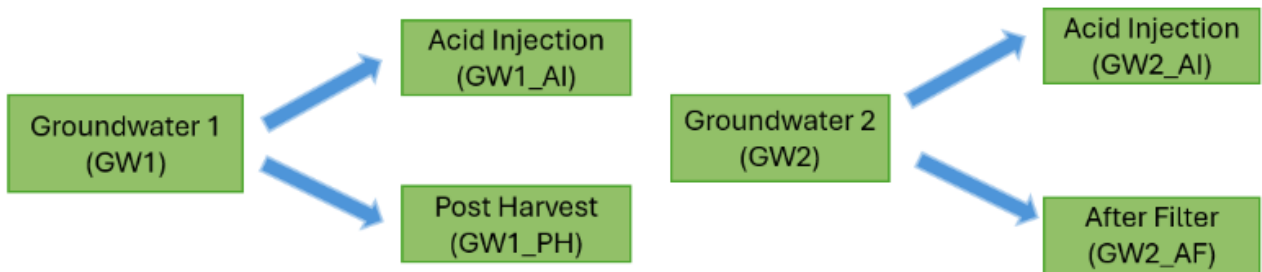 Groundwater 1
(GW1)
Acid Injection
(GW1_AI)
Post Harvest
(GW1_PH)
Groundwater 2
(GW2)
Acid Injection
(GW2_AI)
After Filter
(GW2_AF)